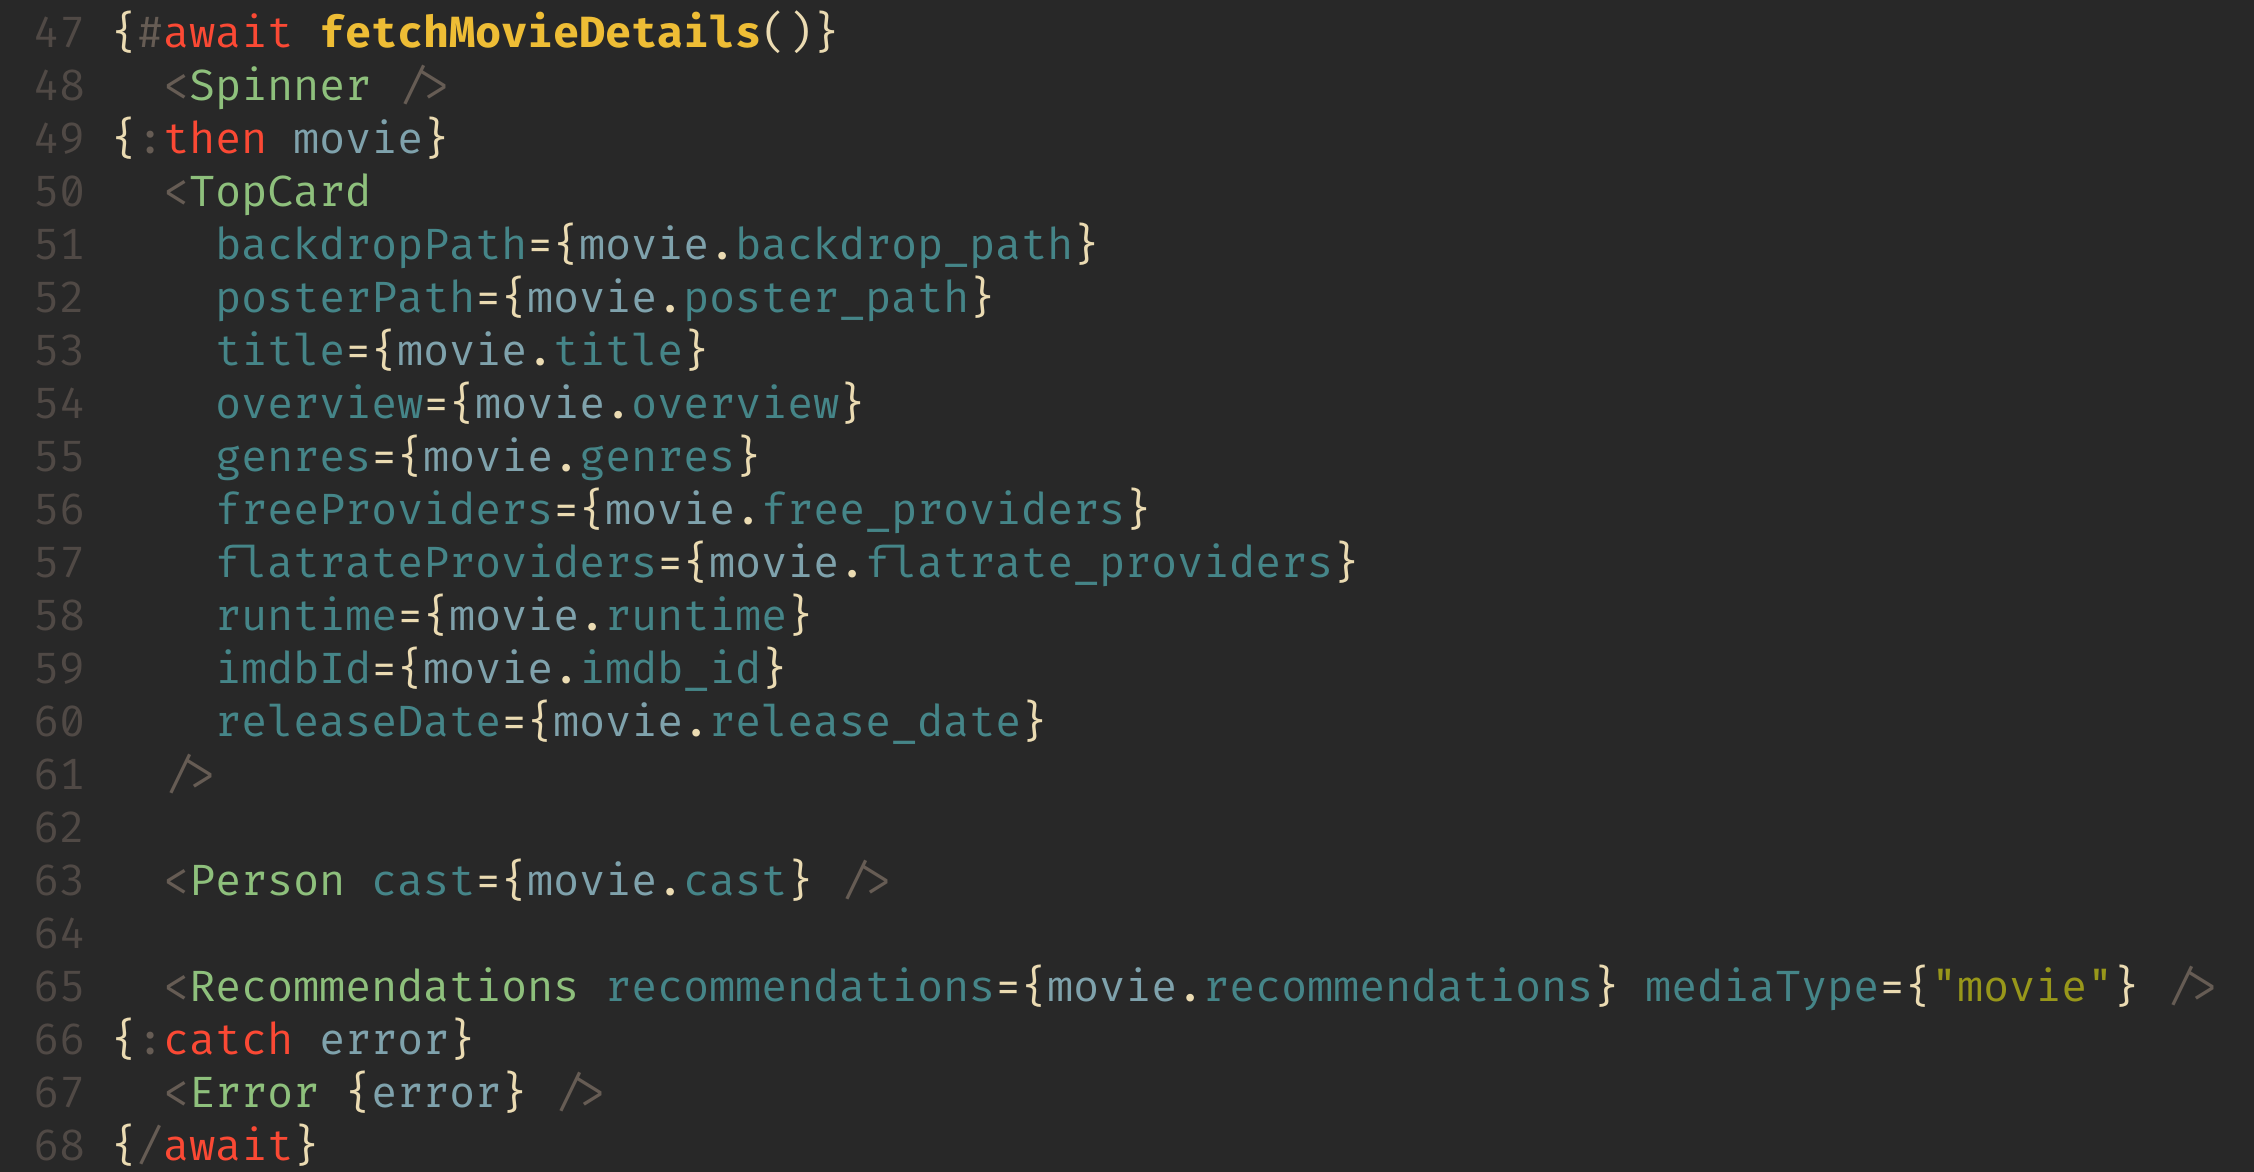 47 {#await fetchMovieDetails()}
48   <Spinner />
49 {:then movie}
50   <TopCard
51     backdropPath={movie.backdrop_path}
52     posterPath={movie.poster_path}
53     title={movie.title}
54     overview={movie.overview}
55     genres={movie.genres}
56     freeProviders={movie.free_providers}
57     flatrateProviders={movie.flatrate_providers}
58     runtime={movie.runtime}
59     imdbId={movie.imdb_id}
60     releaseDate={movie.release_date}
61   />
62
63   <Person cast={movie.cast} />
64
65   <Recommendations recommendations={movie.recommendations} mediaType={"movie"} />
66 {:catch error}
67   <Error {error} />
68 {/await}